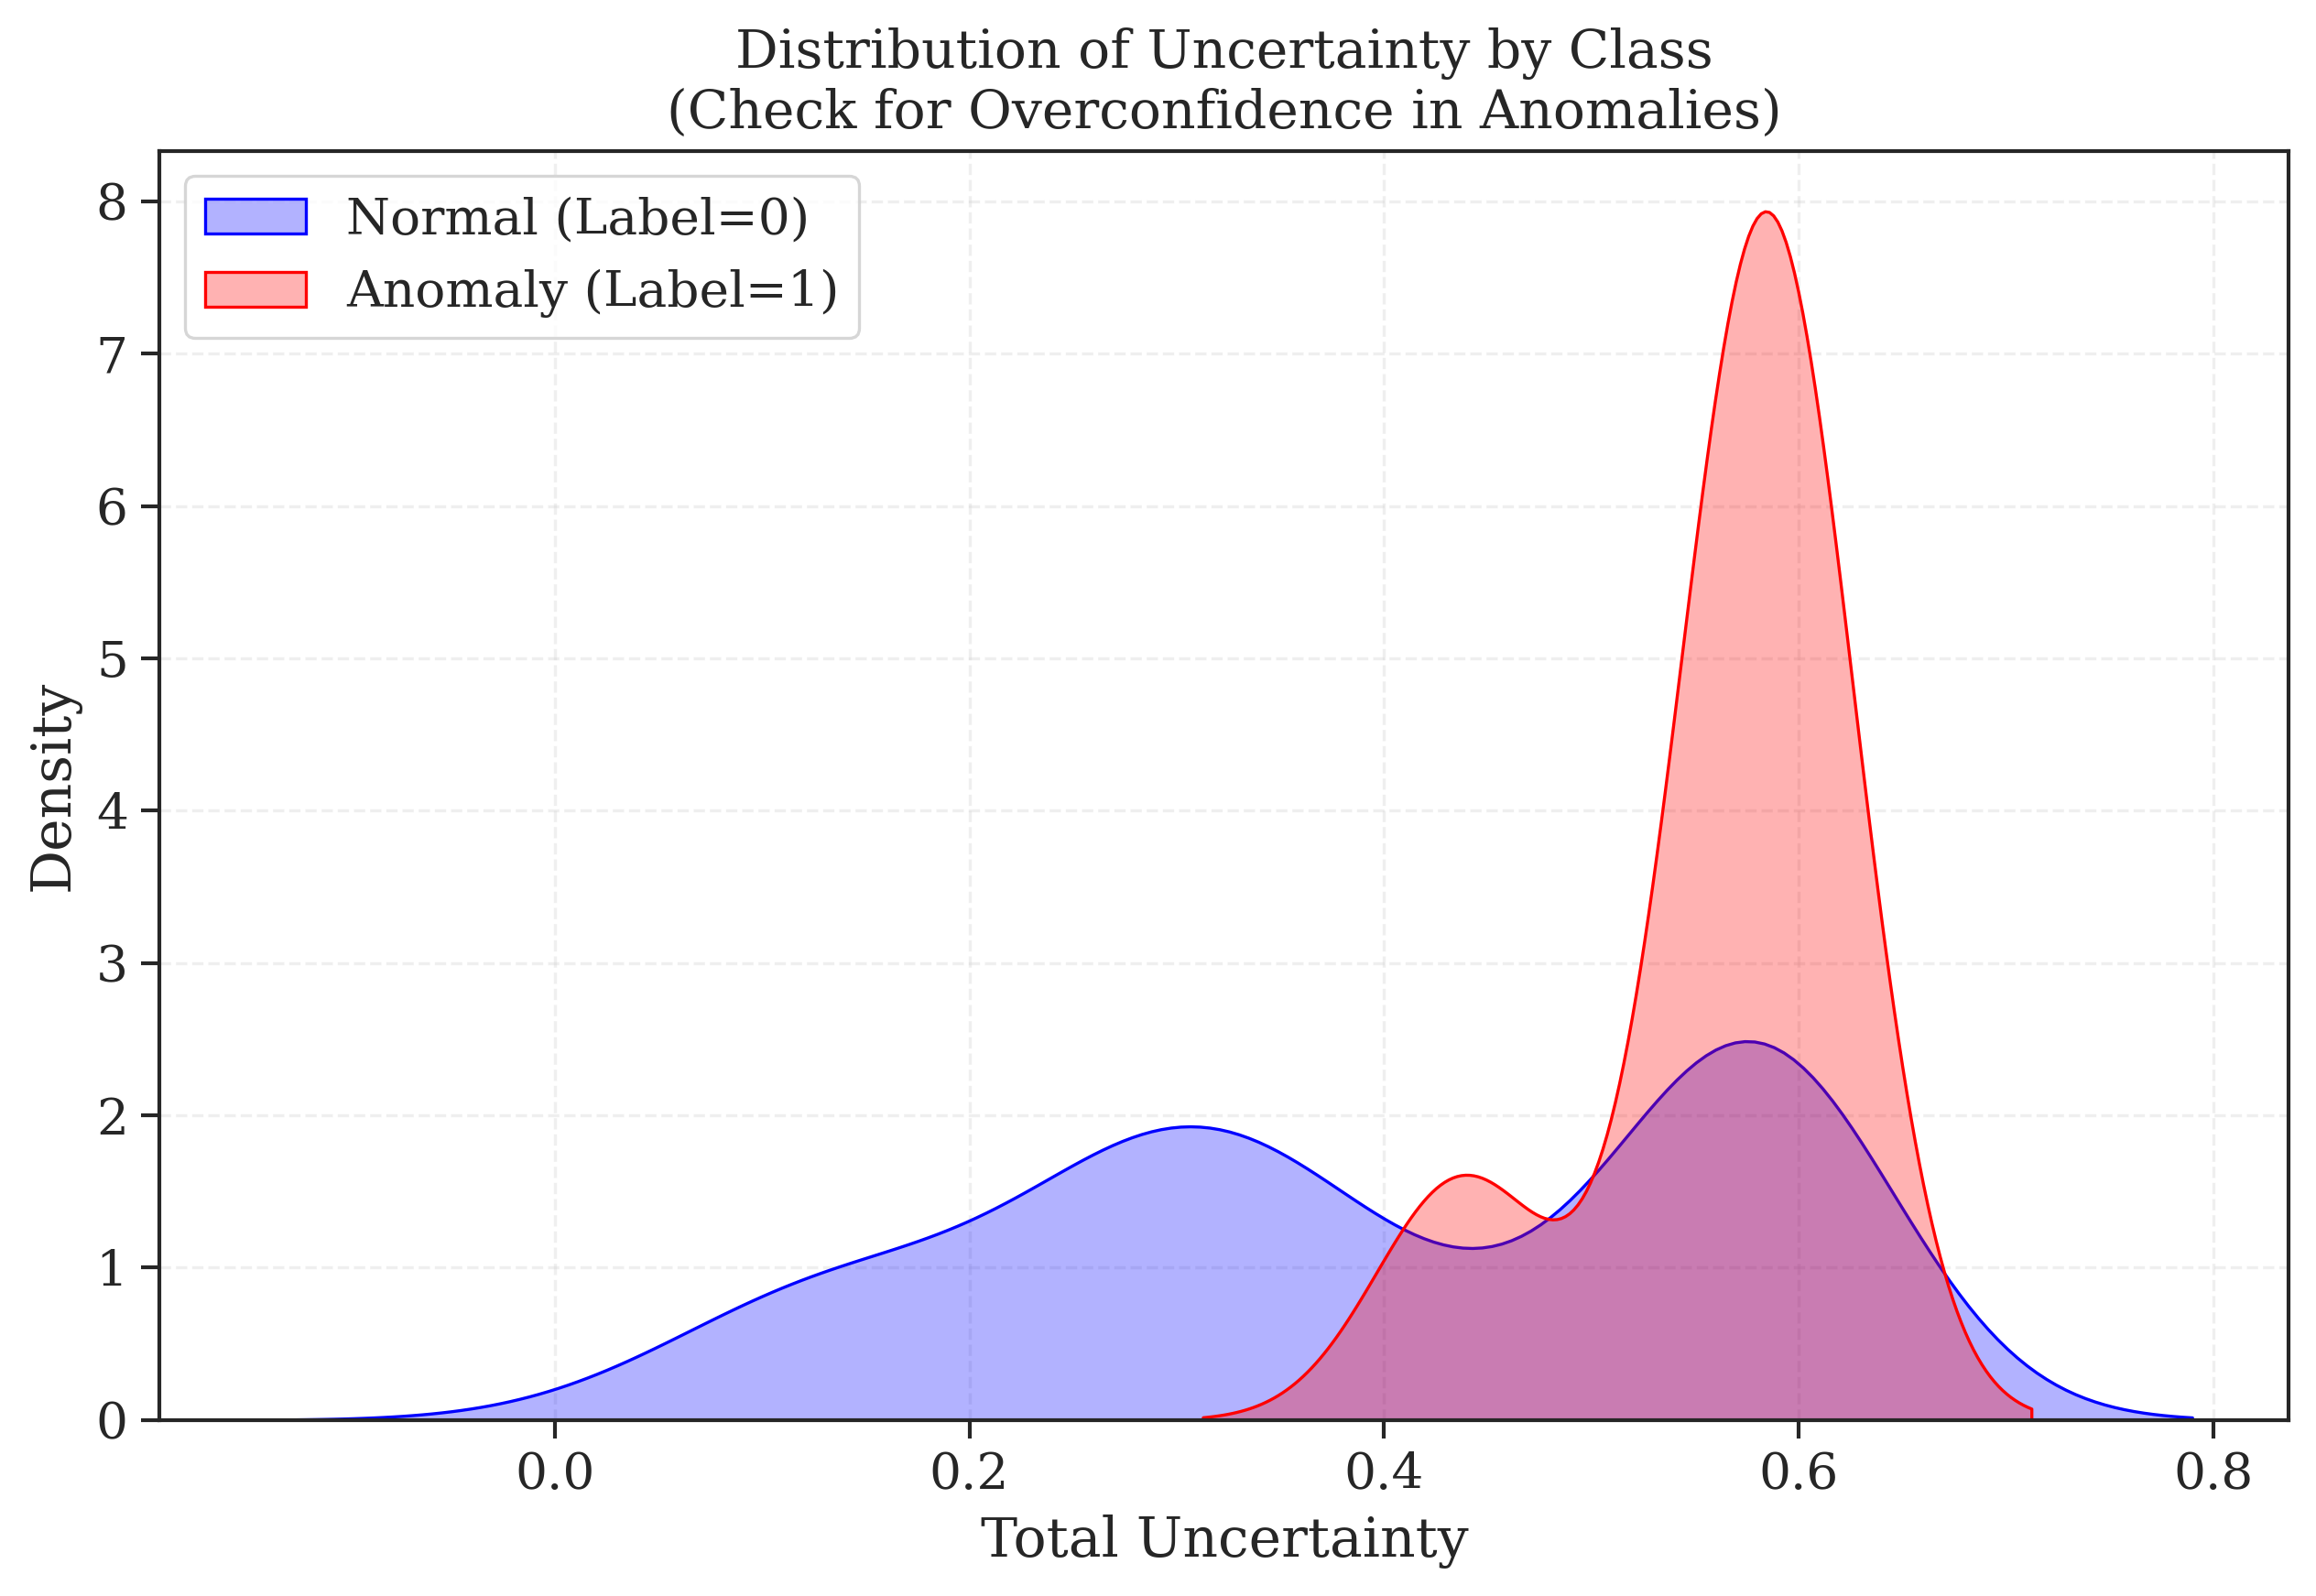 Distribution of Uncertainty by Class
(Check for Overconfidence in Anomalies)
Normal (Label=0)
Anomaly (Label=1)
8
7
6
5
4
3
2
1
0
Density
0.0 0.2 0.4 0.6 0.8
Total Uncertainty